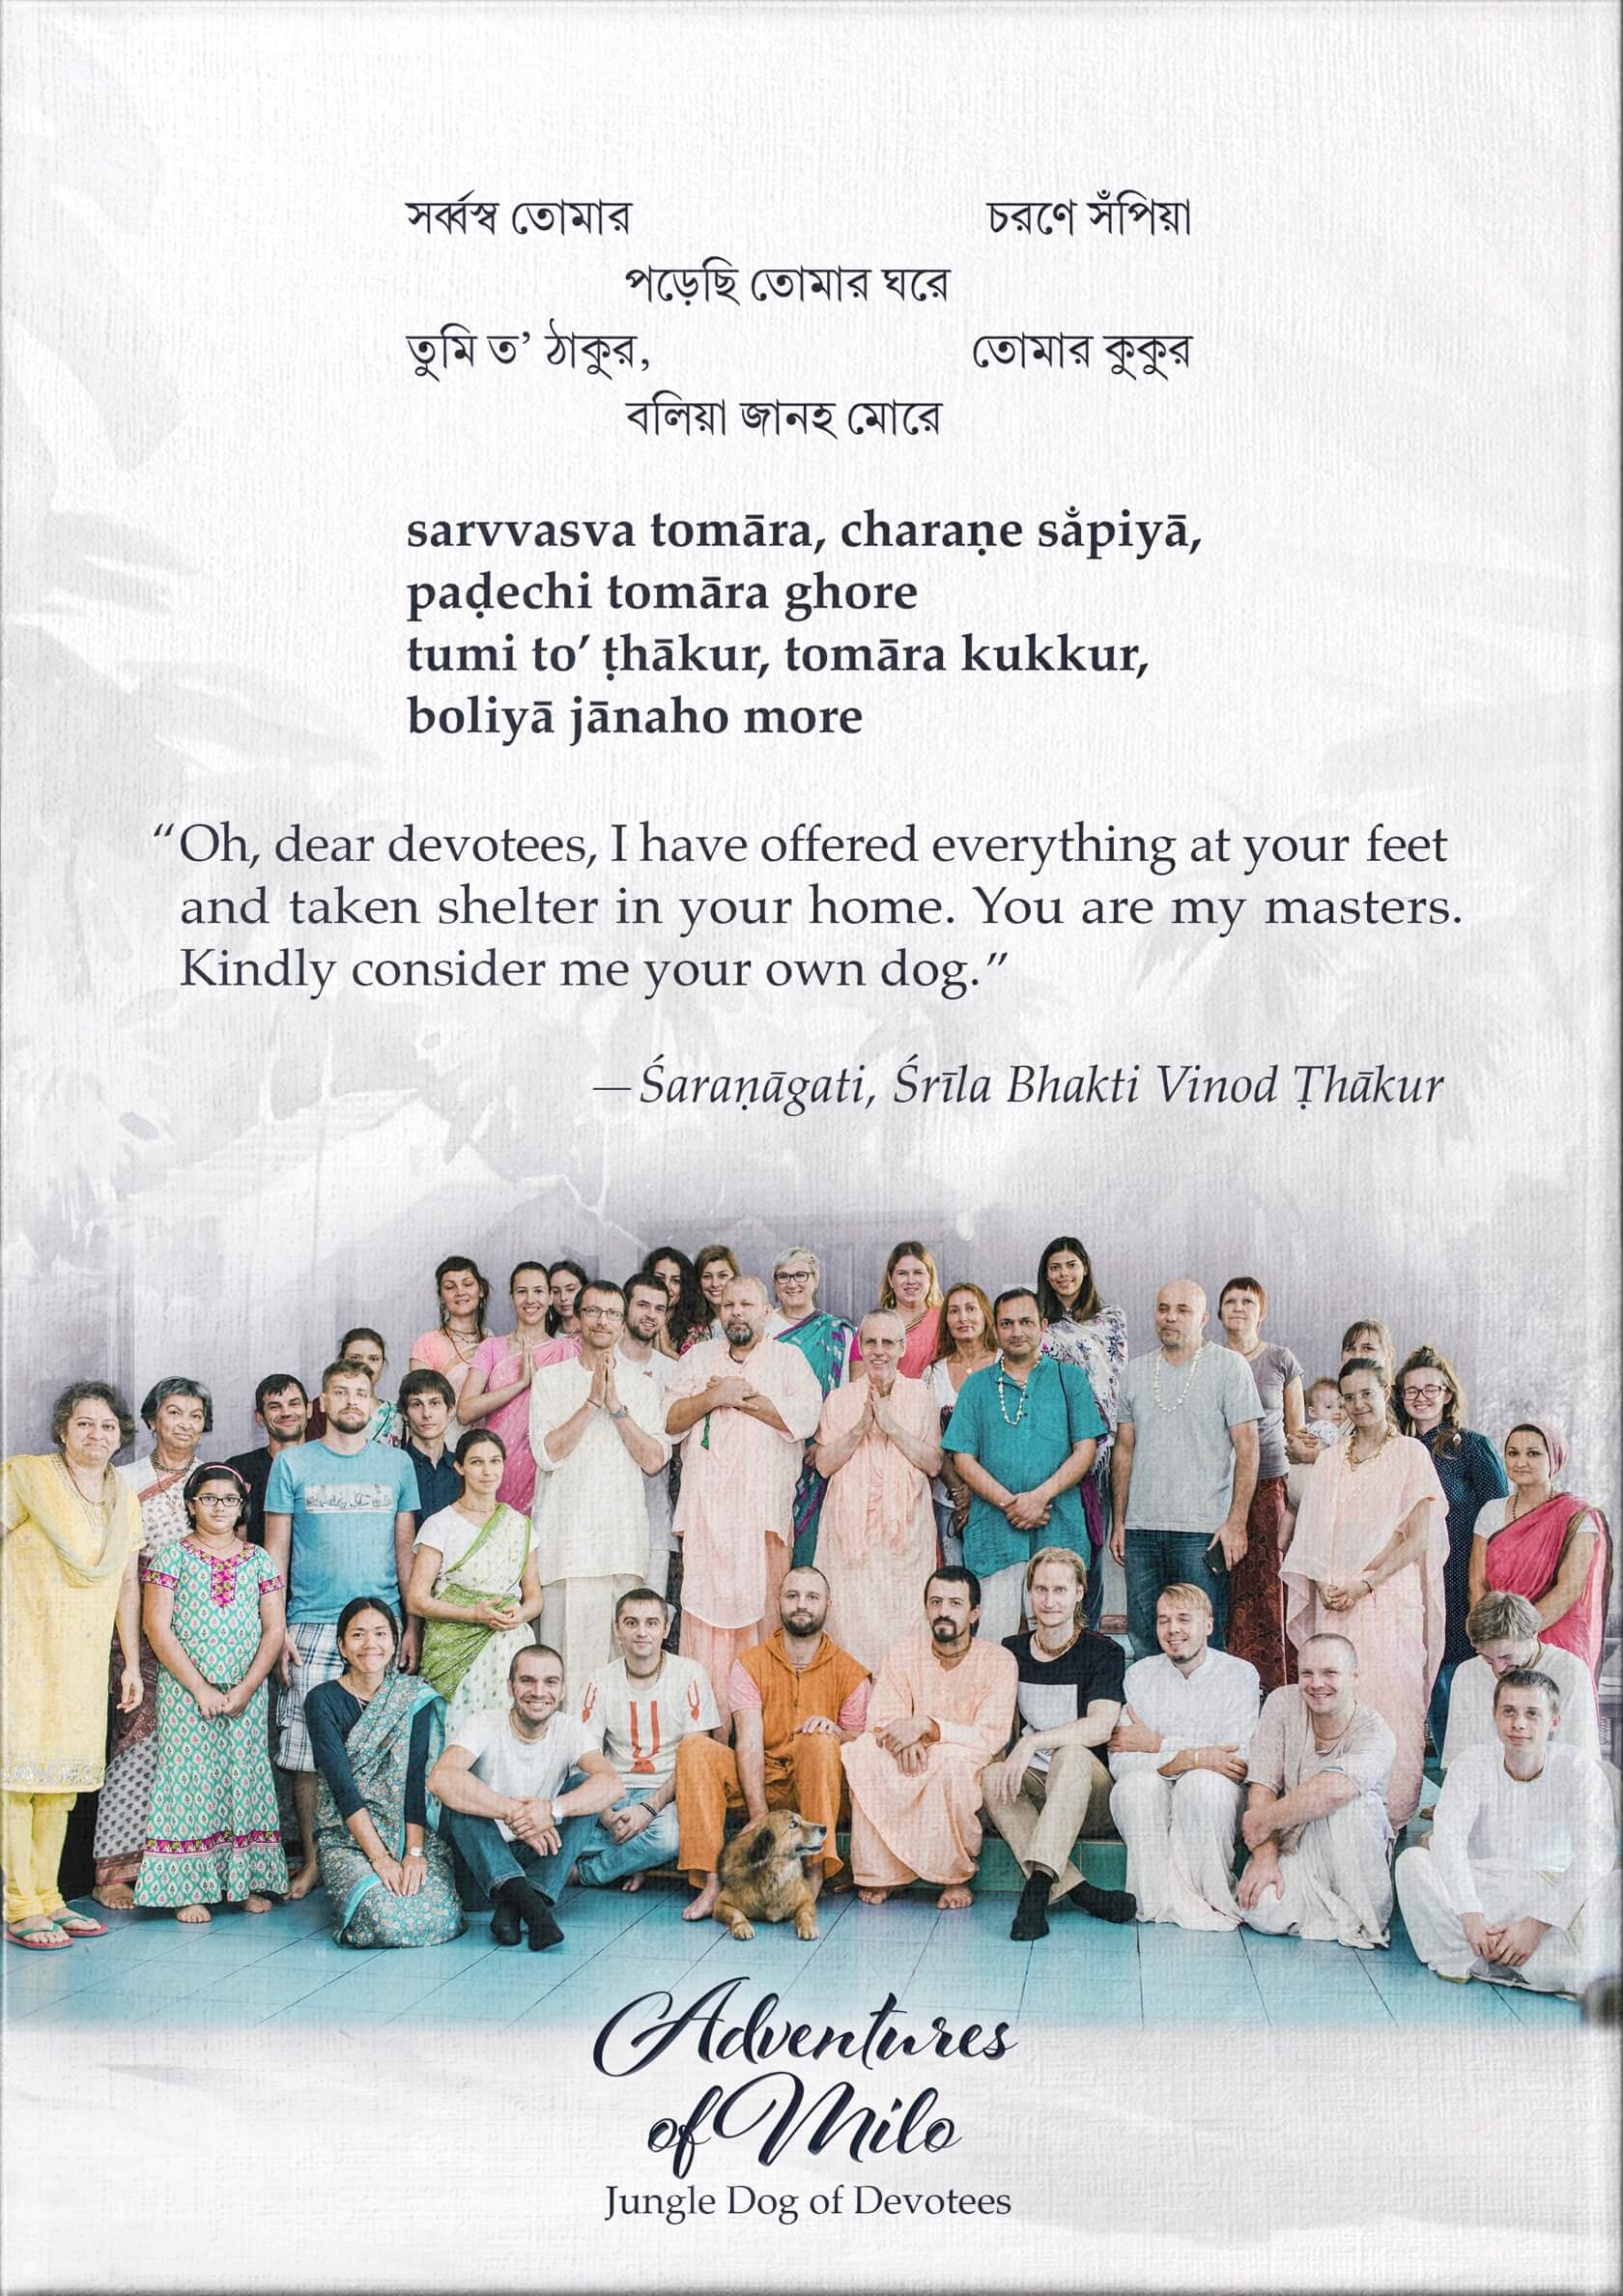 সর্ব্বস্ব তোমার চরণে সঁপিয়া
পড়েছি তোমার ঘরে
তুমি ত’ ঠাকুর, তোমার কুকুর
বলিয়া জানহ মোরে
sarvvasva tomāra, charaṇe sa̐piyā,
paḍechi tomāra ghore
tumi to’ ṭhākur, tomāra kukkur,
boliyā jānaho more
“Oh, dear devotees, I have offered everything at your feet
and taken shelter in your home. You are my masters.
Kindly consider me your own dog.”
—Śaraṇāgati, Śrīla Bhakti Vinod Ṭhākur
Adventures
of Milo
Jungle Dog of Devotees